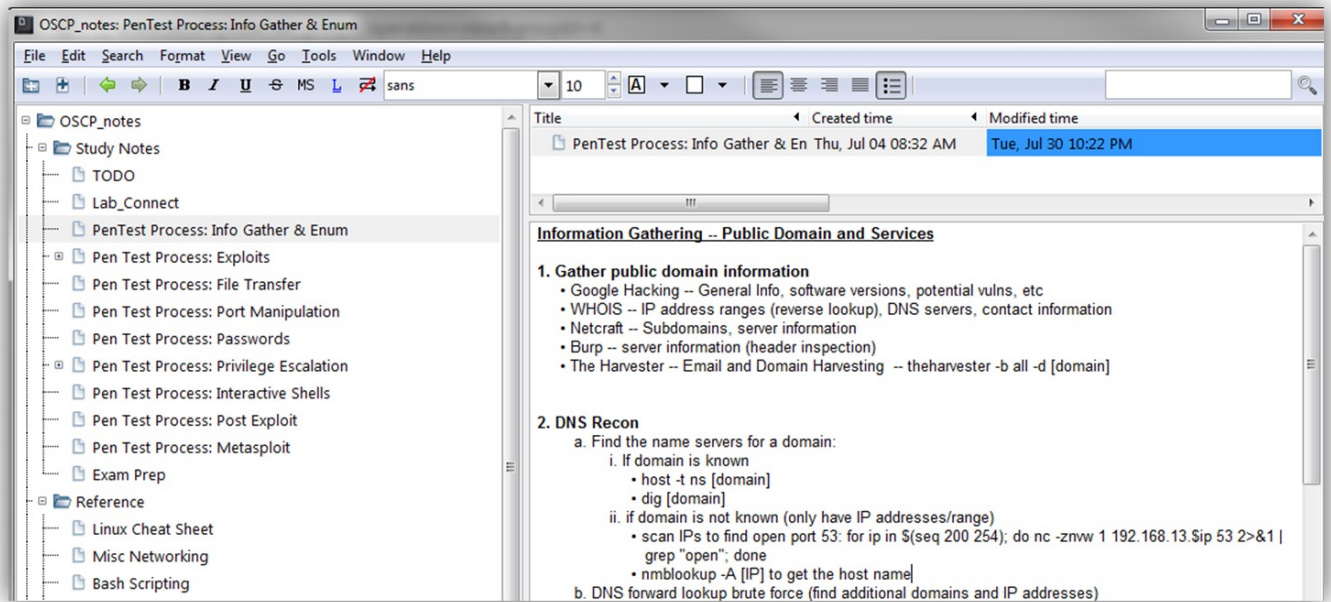 OSCP_notes: PenTest Process: Info Gather & Enum
File Edit Search Format View Go Tools Window Help
B I U S MS L sans 10 A
OSCP_notes
Study Notes
TODO
Lab_Connect
PenTest Process: Info Gather & Enum
Pen Test Process: Exploits
Pen Test Process: File Transfer
Pen Test Process: Port Manipulation
Pen Test Process: Passwords
Pen Test Process: Privilege Escalation
Pen Test Process: Interactive Shells
Pen Test Process: Post Exploit
Pen Test Process: Metasploit
Exam Prep
Reference
Linux Cheat Sheet
Misc Networking
Bash Scripting
Title Created time Modified time
PenTest Process: Info Gather & En Thu, Jul 04 08:32 AM Tue, Jul 30 10:22 PM
Information Gathering -- Public Domain and Services
1. Gather public domain information
• Google Hacking -- General Info, software versions, potential vulns, etc
• WHOIS -- IP address ranges (reverse lookup), DNS servers, contact information
• Netcraft -- Subdomains, server information
• Burp -- server information (header inspection)
• The Harvester -- Email and Domain Harvesting -- theharvester -b all -d [domain]
2. DNS Recon
a. Find the name servers for a domain:
i. If domain is known
• host -t ns [domain]
• dig [domain]
ii. if domain is not known (only have IP addresses/range)
• scan IPs to find open port 53: for ip in $(seq 200 254); do nc -znvw 1 192.168.13.$ip 53 2>&1 |
grep "open"; done
• nmblookup -A [IP] to get the host name
b. DNS forward lookup brute force (find additional domains and IP addresses)